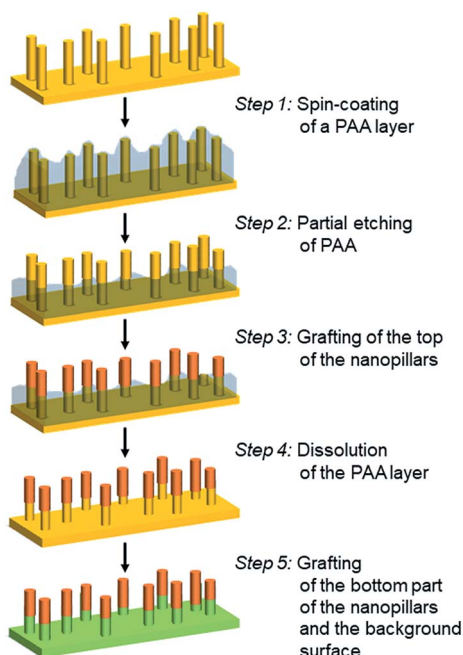 Step 1: Spin-coating
of a PAA layer
Step 2: Partial etching
of PAA
Step 3: Grafting of the top
of the nanopillars
Step 4: Dissolution
of the PAA layer
Step 5: Grafting
of the bottom part
of the nanopillars
and the background
surface